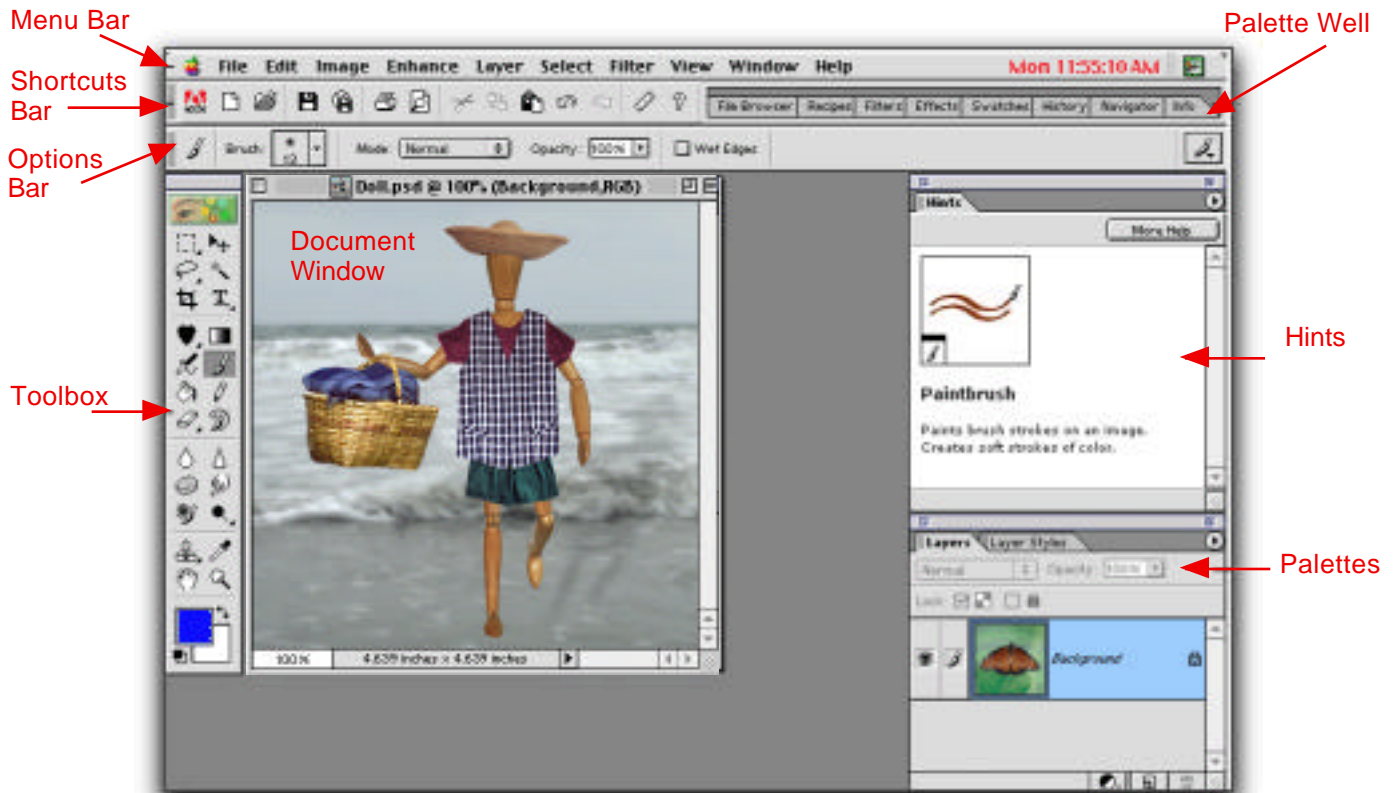 Menu Bar
Palette Well
File Edit Image Enhance Layer Select Filter View Window Help
Mon 11:55:10 AM
Shortcuts
Bar
File Browser Recipes Filters Effects Swatches History Navigator Info
Options
Bar
Brush: Mode: Normal Opacity: 100% Wet Edges
Doll.psd @ 100% (Background,RGB)
Hints
More Help
Document
Window
Hints
Paintbrush
Paints brush strokes on an image.
Creates soft strokes of color.
Toolbox
Layers Layer Styles
Normal Opacity: 100%
Palettes
Lock:
Background
100% 4.639 inches x 4.639 inches